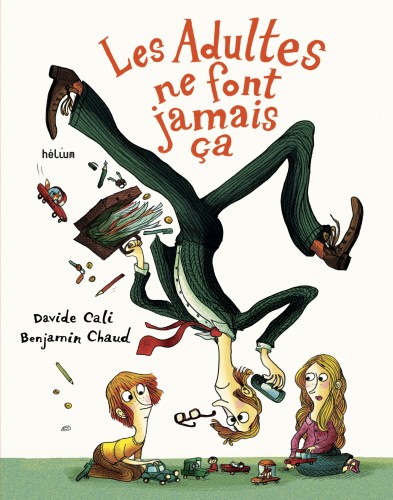 Les Adultes
ne font
jamais
ça
hélium
Davide Cali
Benjamin Chaud